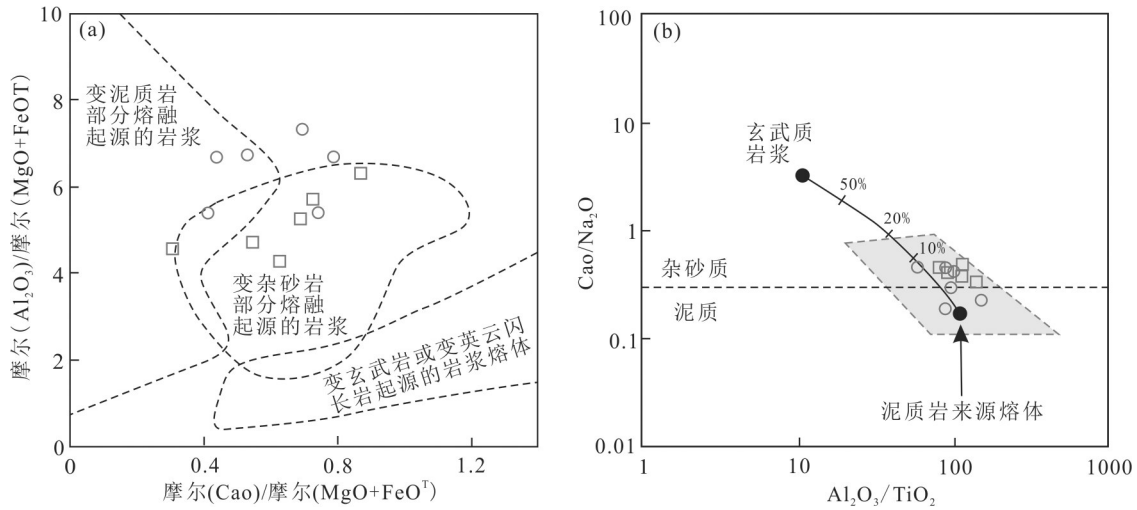 (a)
10
8
6
4
2
0
摩尔(Al₂O₃)/摩尔(MgO+FeOT)
变泥质岩
部分熔融
起源的岩浆
变杂砂岩
部分熔融
起源的岩浆
变玄武岩或变英云闪
长岩起源的岩浆熔体
0
0.4
0.8
1.2
摩尔(Cao)/摩尔(MgO+FeOᵀ)
(b)
100
10
1
0.1
0.01
Cao/Na₂O
玄武质
岩浆
50%
20%
10%
杂砂质
泥质
泥质岩来源熔体
1
10
100
1000
Al₂O₃/TiO₂